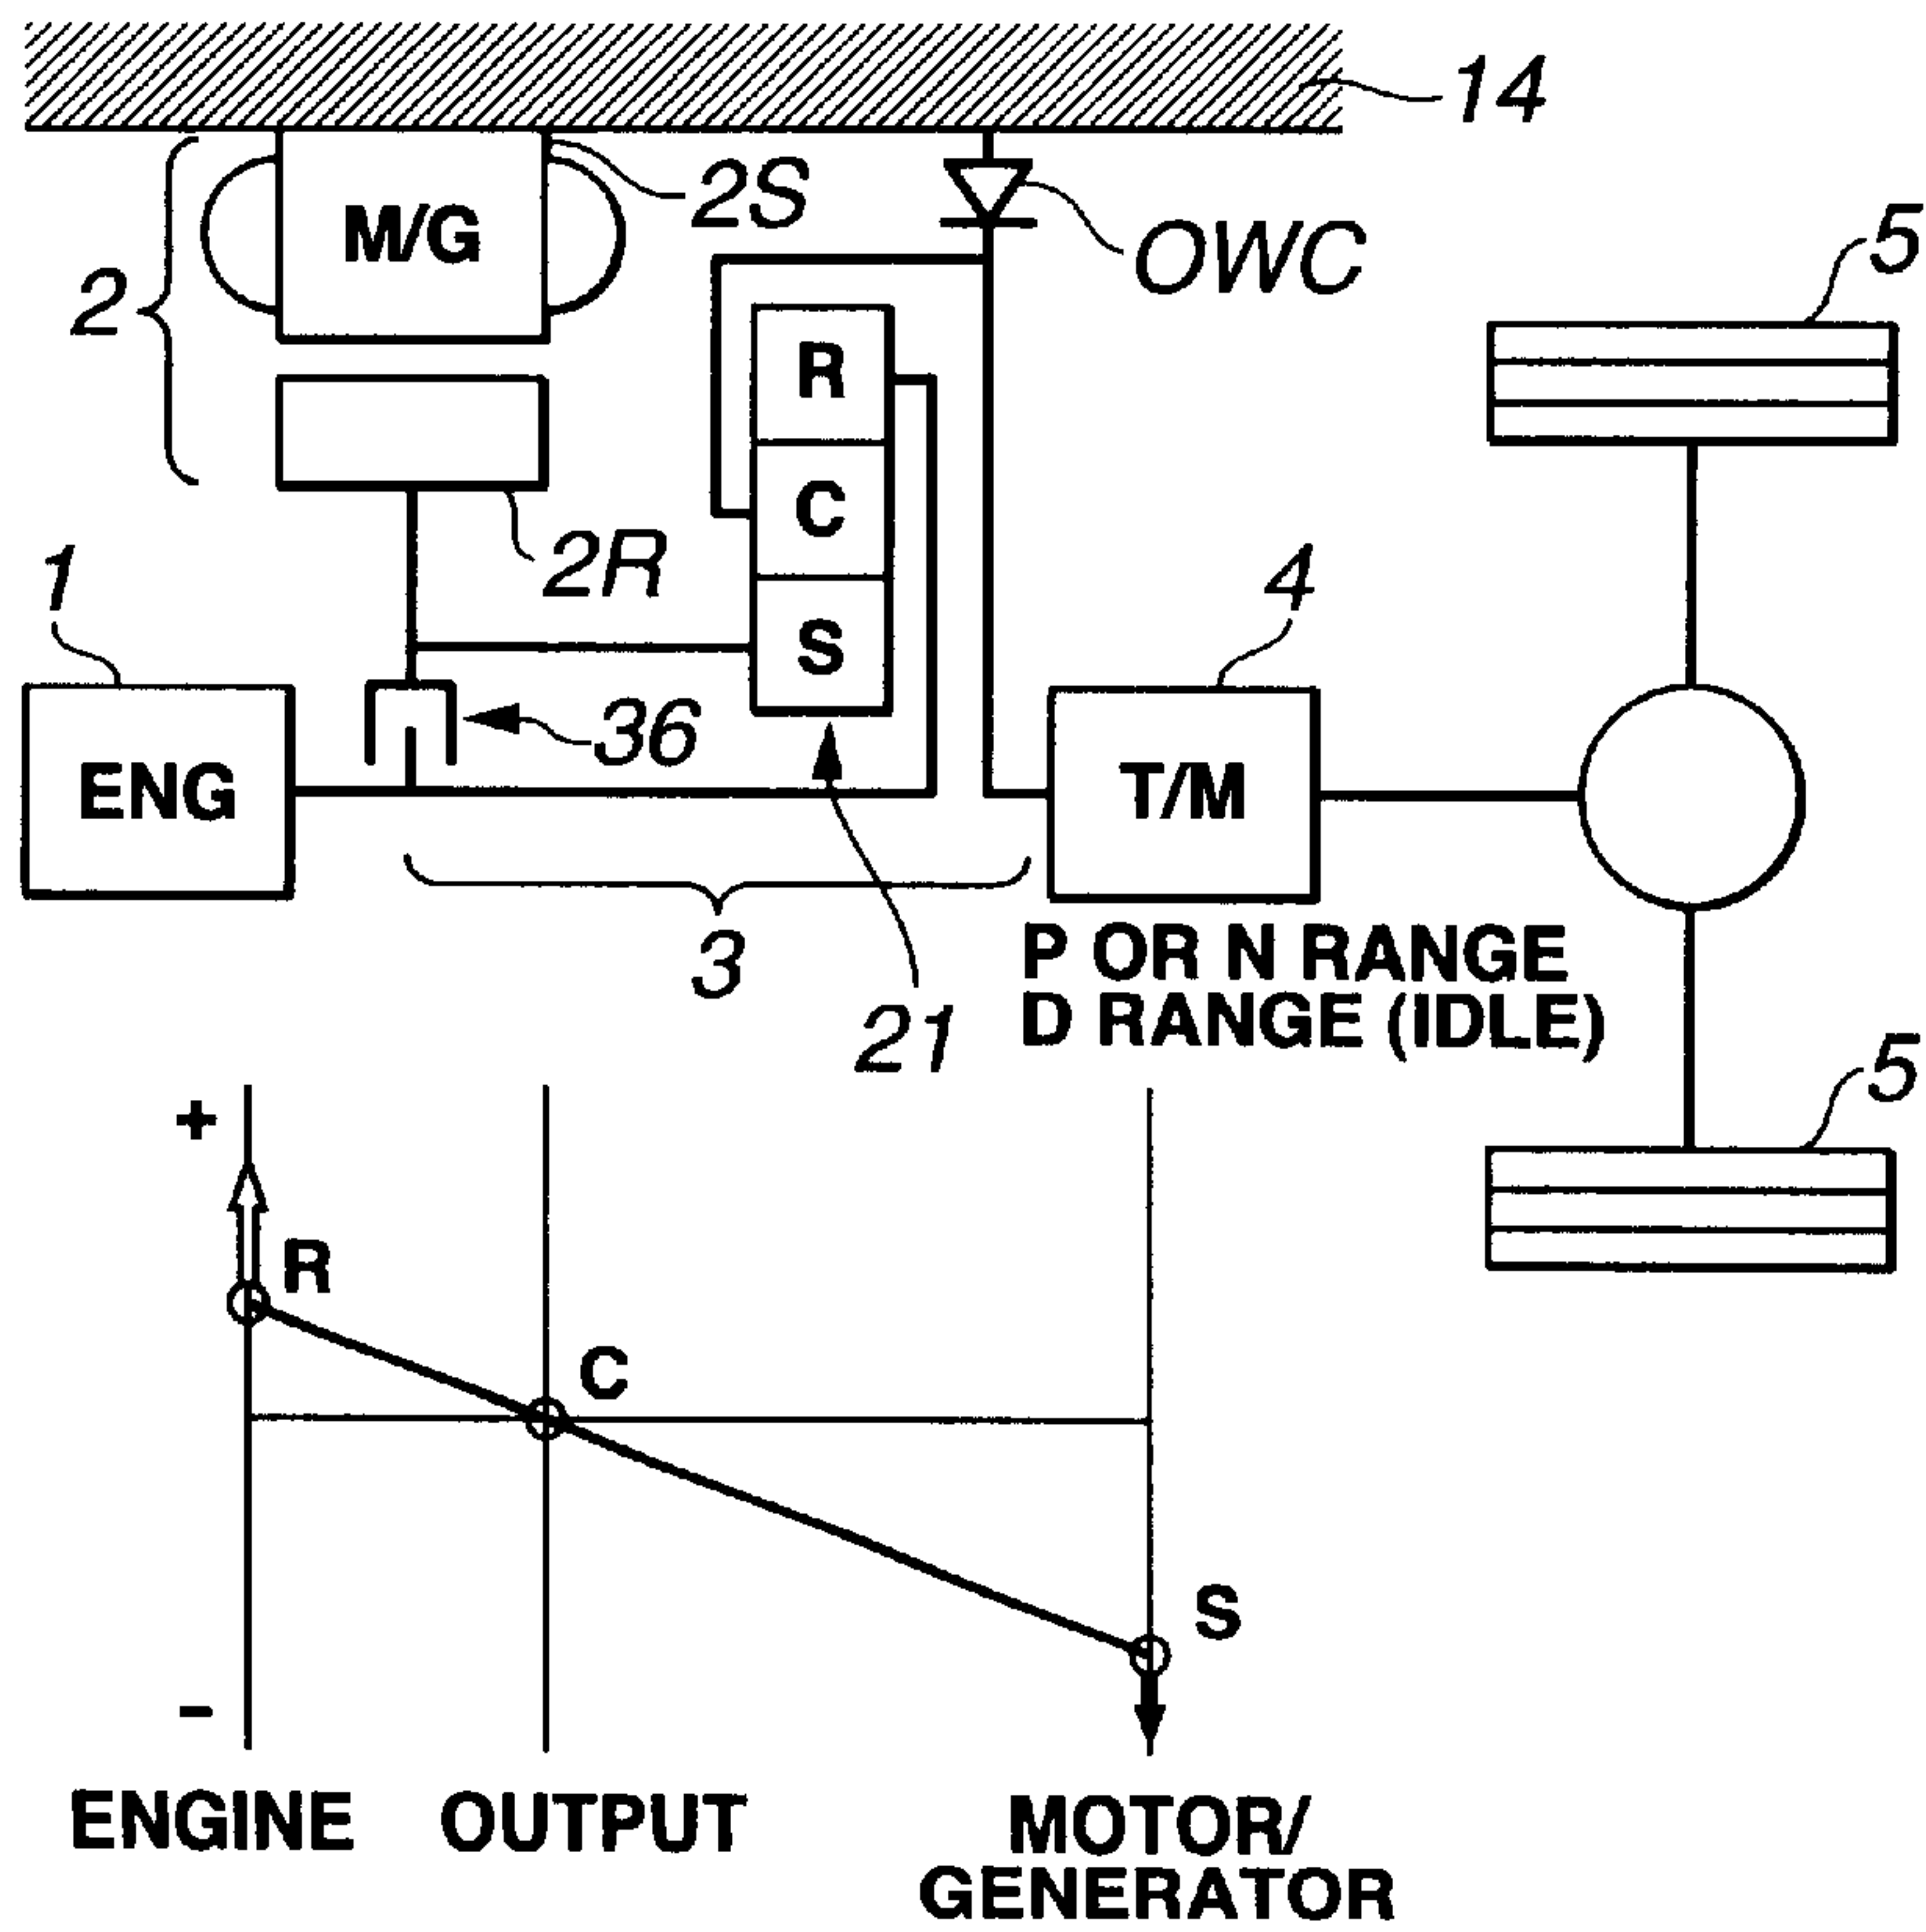 14
2S
M/G
OWC
5
2
R
C
2R
1
4
S
36
ENG
T/M
3
P OR N RANGE
D RANGE (IDLE)
21
5
+
R
C
S
-
ENGINE
OUTPUT
MOTOR/
GENERATOR